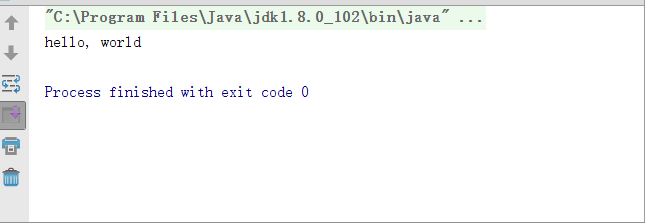 "C:\Program Files\Java\jdk1.8.0_102\bin\java" ...
hello, world
Process finished with exit code 0